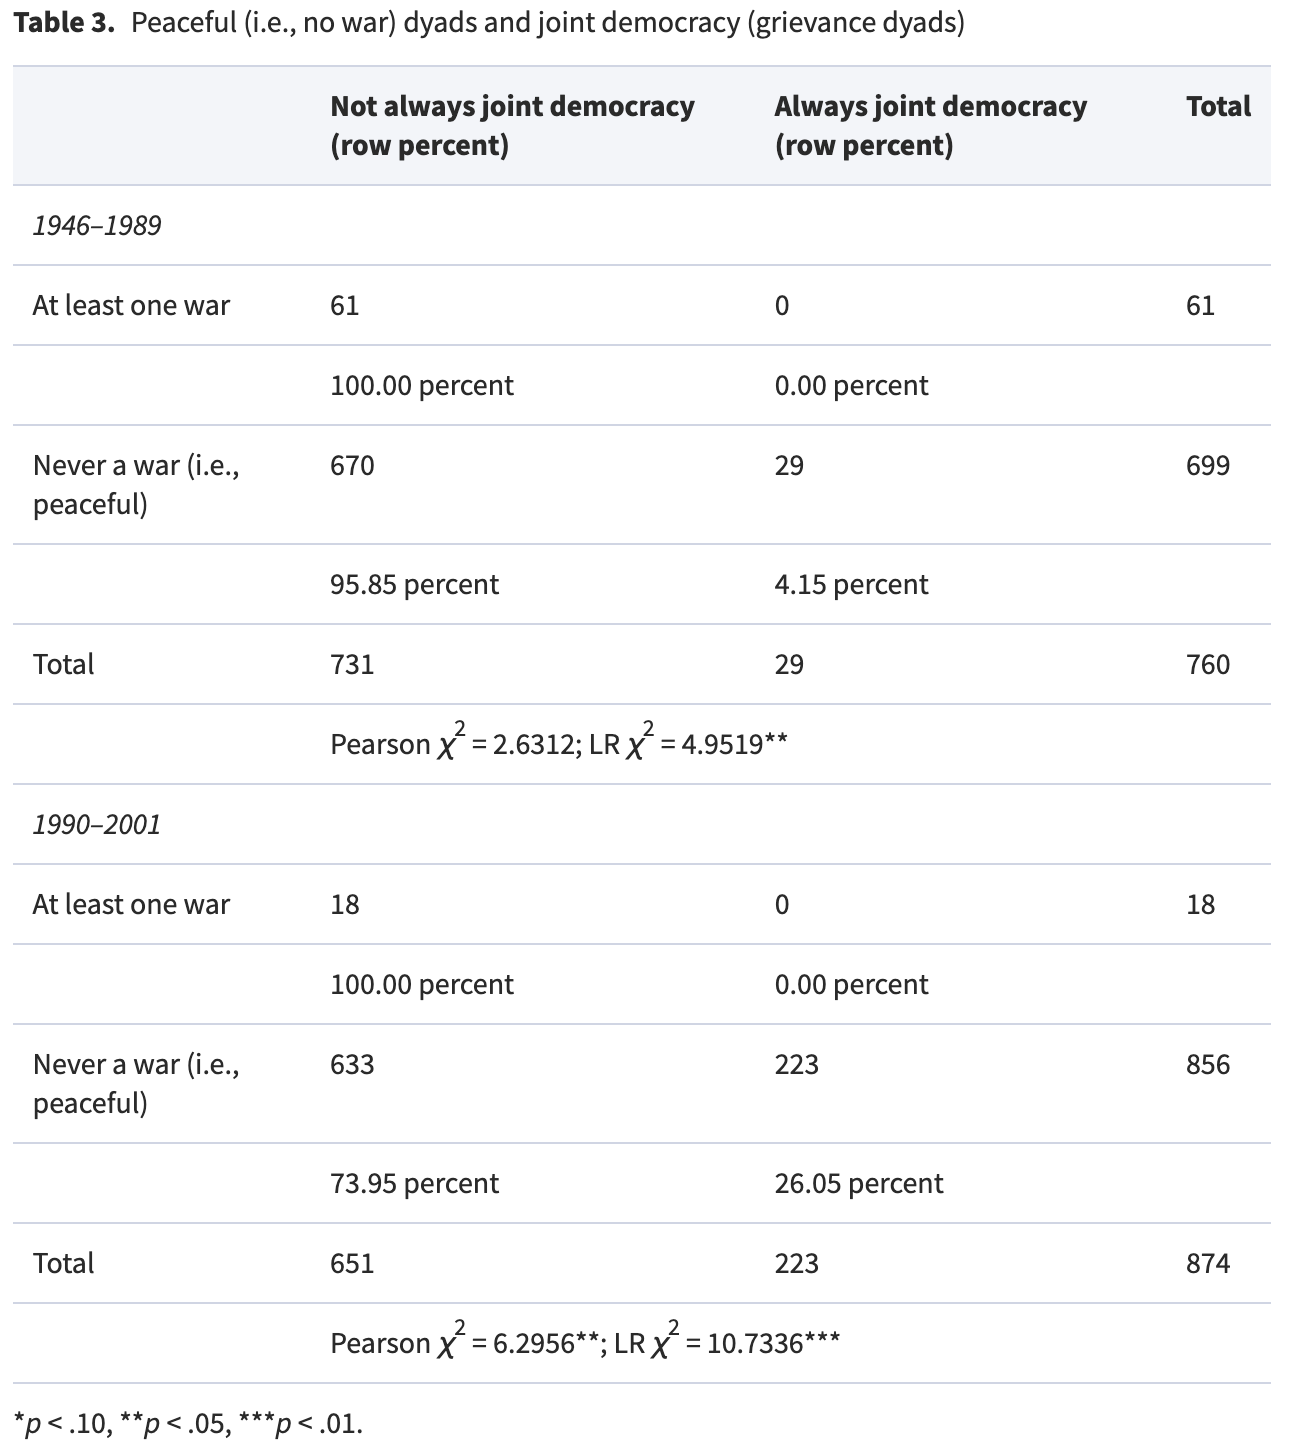 Table 3. Peaceful (i.e., no war) dyads and joint democracy (grievance dyads)
Not always joint democracy (row percent) Always joint democracy (row percent) Total
1946–1989
At least one war 61 0 61
100.00 percent 0.00 percent
Never a war (i.e., peaceful) 670 29 699
95.85 percent 4.15 percent
Total 731 29 760
Pearson χ² = 2.6312; LR χ² = 4.9519**
1990–2001
At least one war 18 0 18
100.00 percent 0.00 percent
Never a war (i.e., peaceful) 633 223 856
73.95 percent 26.05 percent
Total 651 223 874
Pearson χ² = 6.2956**; LR χ² = 10.7336***
*p < .10, **p < .05, ***p < .01.